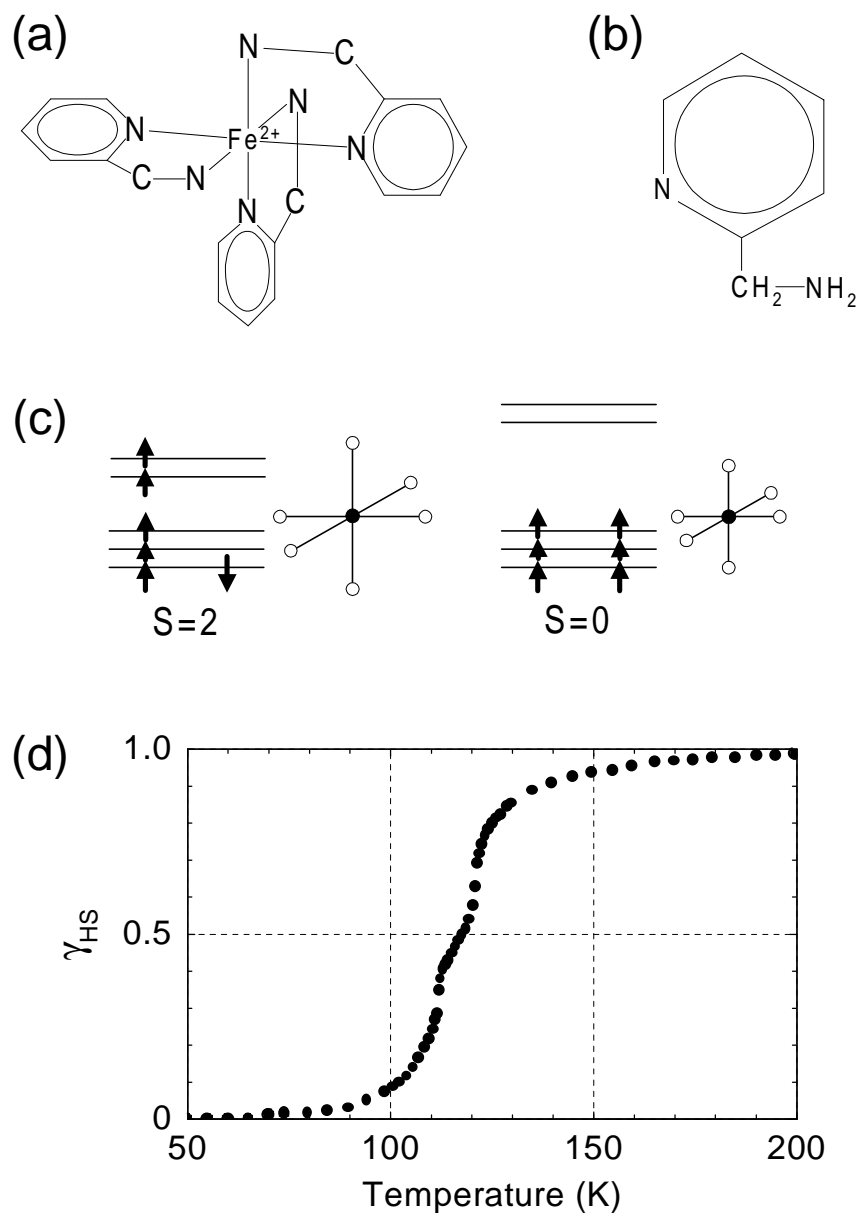 (a)
(b)
N C
N
N Fe2+ N
C N
N C
N
CH2 NH2
(c)
S=2
S=0
(d)
1.0
0.5
0
γHS
50 100 150 200
Temperature (K)